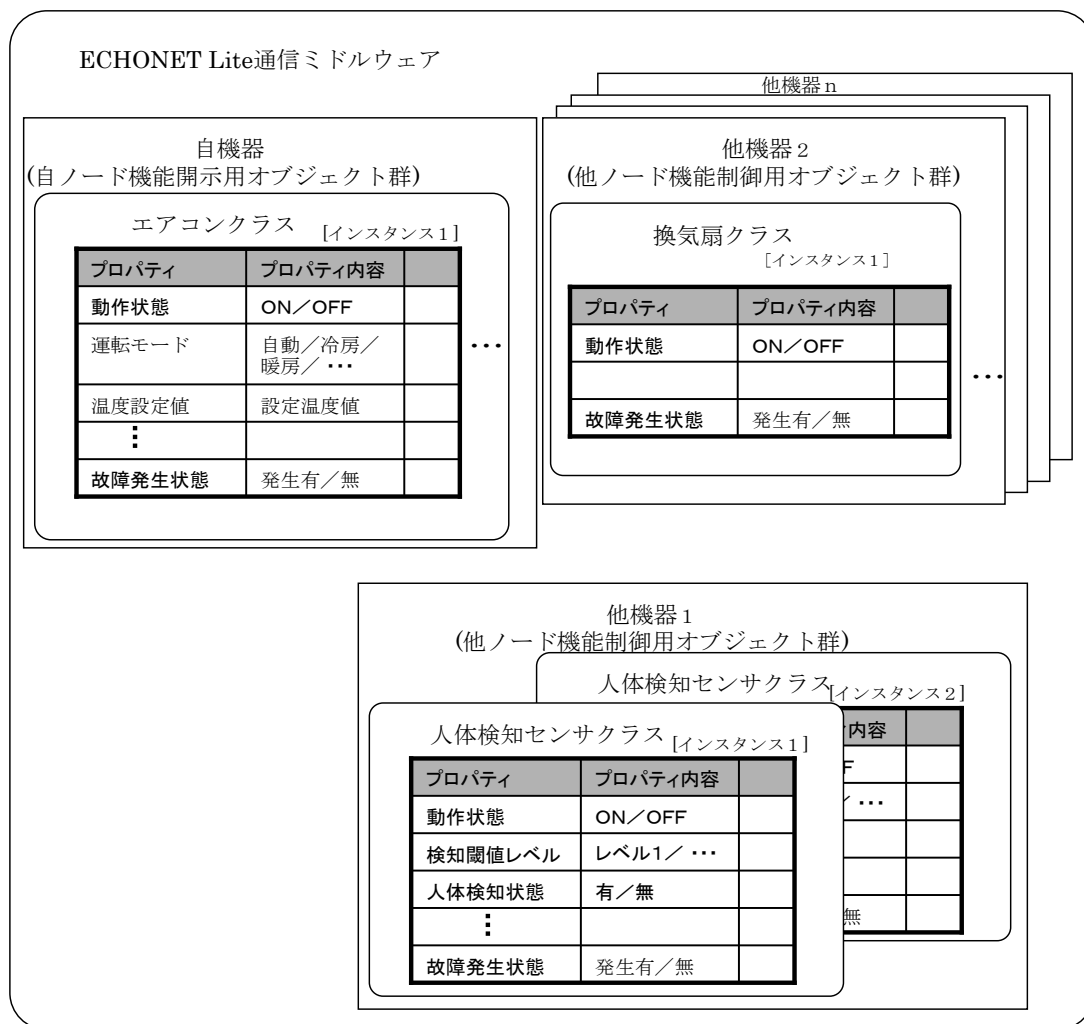 ECHONET Lite通信ミドルウェア
自機器
(自ノード機能開示用オブジェクト群)
エアコンクラス [インスタンス1]
プロパティ プロパティ内容
動作状態 ON/OFF
運転モード 自動/冷房/
暖房/ …
温度設定値 設定温度値
⋮
故障発生状態 発生有/無
…
他機器n
他機器2
(他ノード機能制御用オブジェクト群)
換気扇クラス
[インスタンス1]
プロパティ プロパティ内容
動作状態 ON/OFF
故障発生状態 発生有/無
…
他機器1
(他ノード機能制御用オブジェクト群)
人体検知センサクラス [インスタンス2]
内容
F
/ …
無
人体検知センサクラス [インスタンス1]
プロパティ プロパティ内容
動作状態 ON/OFF
検知閾値レベル レベル1/ …
人体検知状態 有/無
⋮
故障発生状態 発生有/無